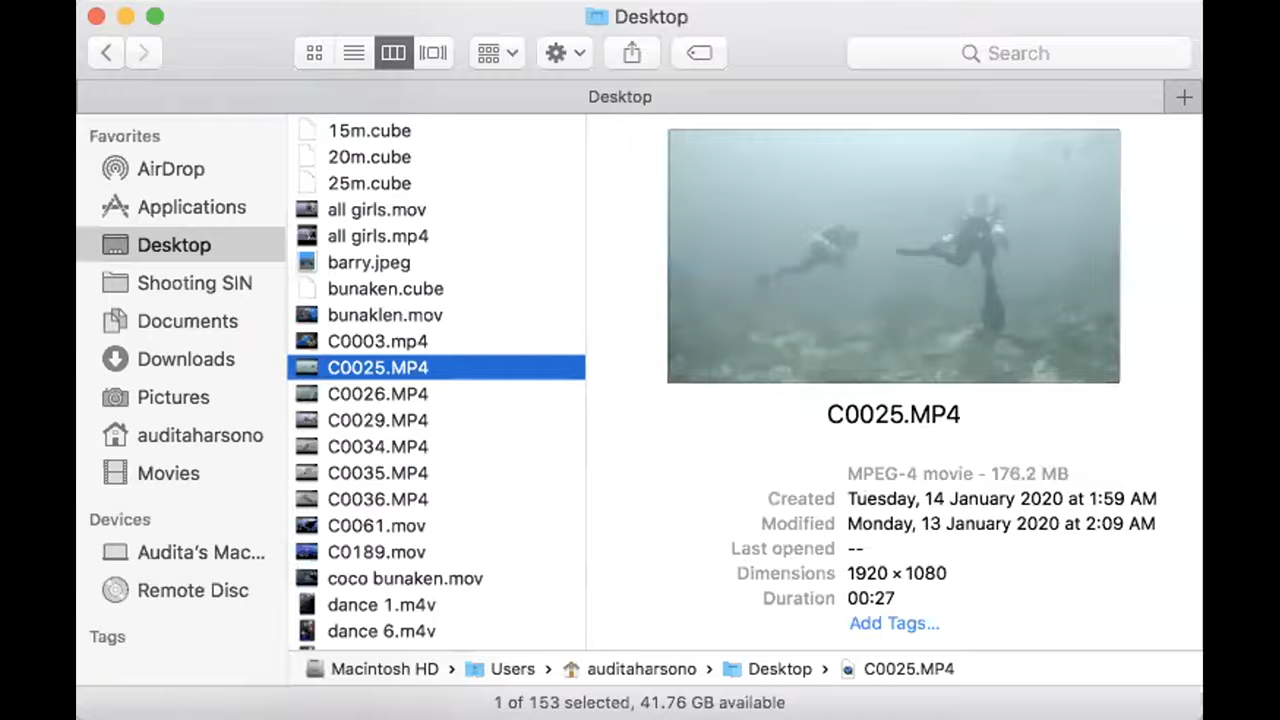 Desktop
Search
Desktop
Favorites
AirDrop
Applications
Desktop
Shooting SIN
Documents
Downloads
Pictures
auditaharsono
Movies
Devices
Audita's Mac...
Remote Disc
Tags
15m.cube
20m.cube
25m.cube
all girls.mov
all girls.mp4
barry.jpeg
bunaken.cube
bunaklen.mov
C0003.mp4
C0025.MP4
C0026.MP4
C0029.MP4
C0034.MP4
C0035.MP4
C0036.MP4
C0061.mov
C0189.mov
coco bunaken.mov
dance 1.m4v
dance 6.m4v
C0025.MP4
MPEG-4 movie - 176.2 MB
Created Tuesday, 14 January 2020 at 1:59 AM
Modified Monday, 13 January 2020 at 2:09 AM
Last opened --
Dimensions 1920 × 1080
Duration 00:27
Add Tags...
Macintosh HD › Users › auditaharsono › Desktop › C0025.MP4
1 of 153 selected, 41.76 GB available